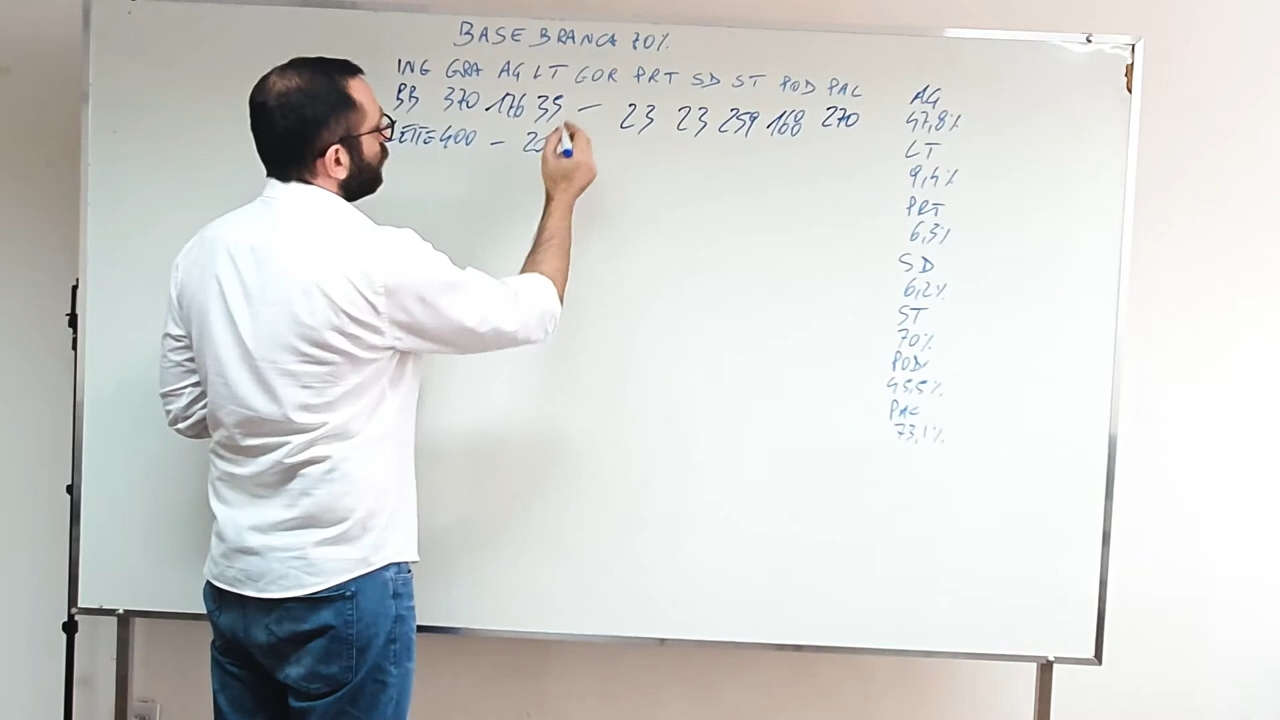 BASE BRANCA 70%
ING GRA AG LT COR PRT SD ST POD PAC
BB 370 176 35 – 23 23 259 168 270
400 –
AG
47,8%
LT
9,4%
PRT
6,3%
SD
6,2%
ST
70%
POD
45,5%
PAC
73,1%